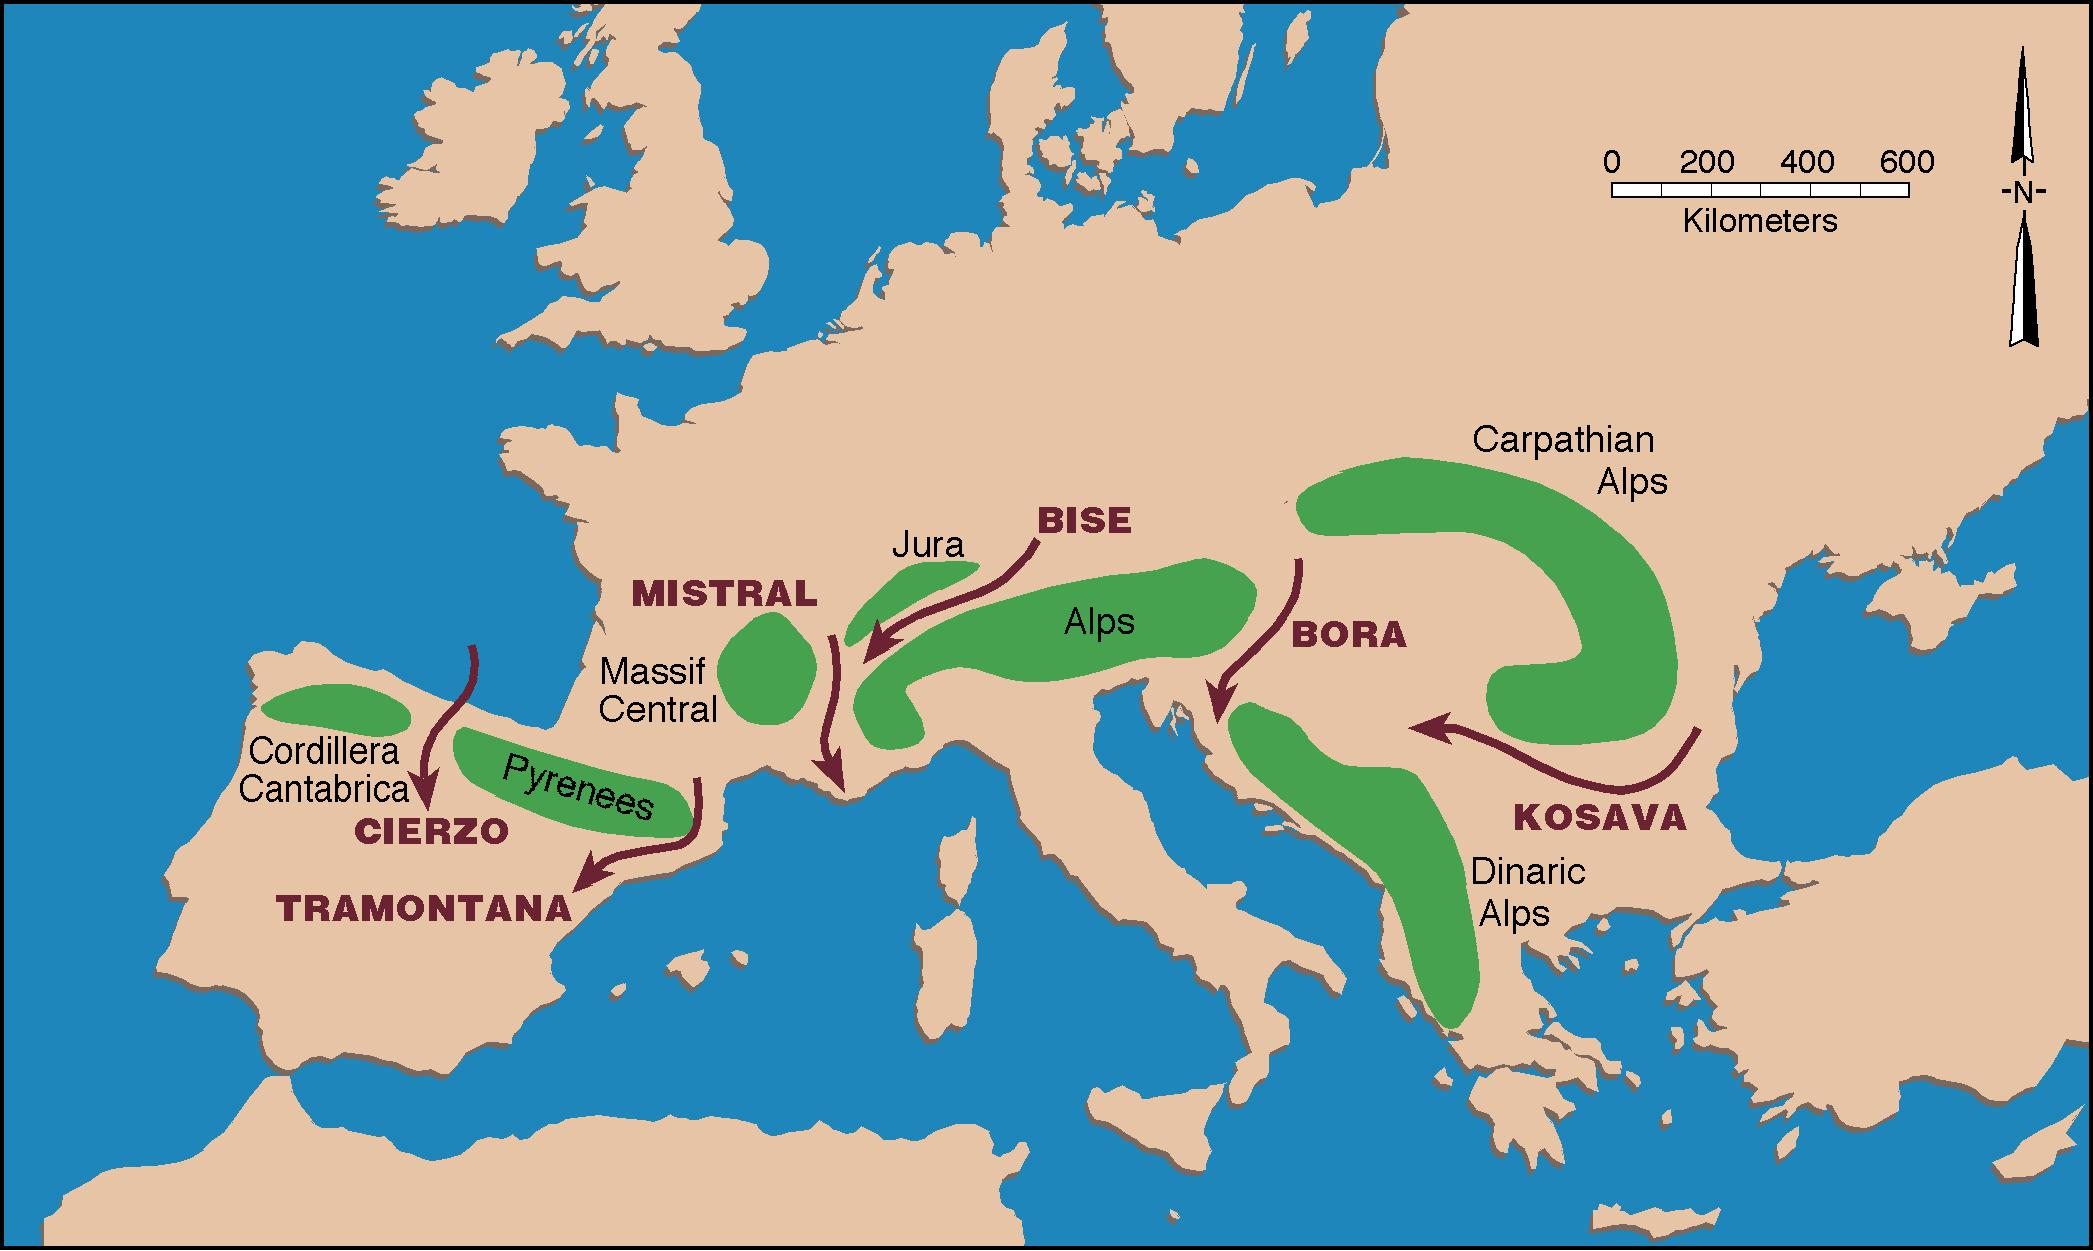 0 200 400 600
Kilometers
-N-
Carpathian
Alps
BISE
Jura
MISTRAL
Alps
BORA
Massif
Central
Cordillera
Cantabrica
Pyrenees
CIERZO
KOSAVA
TRAMONTANA
Dinaric
Alps